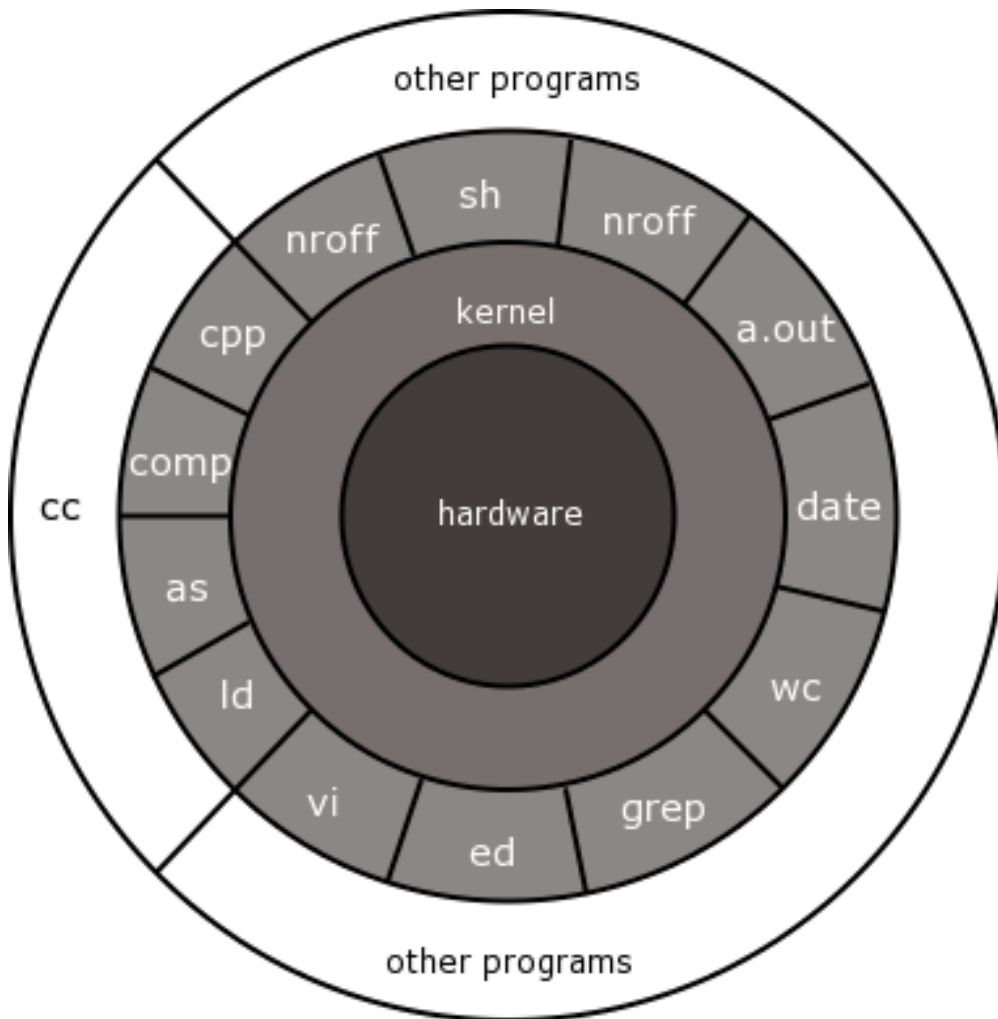 other programs
sh
nroff
nroff
kernel
a.out
cpp
comp
cc
hardware
date
as
ld
wc
vi
grep
ed
other programs